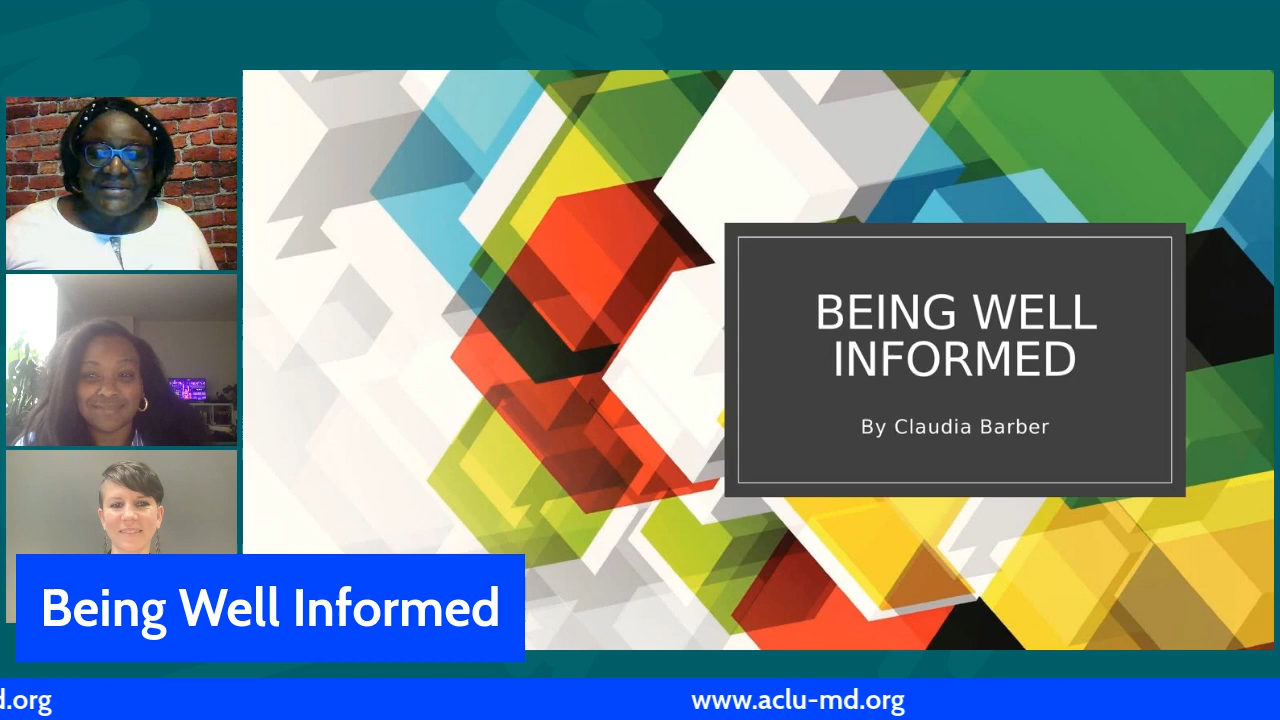 BEING WELL
INFORMED
By Claudia Barber
Being Well Informed
d.org
www.aclu-md.org